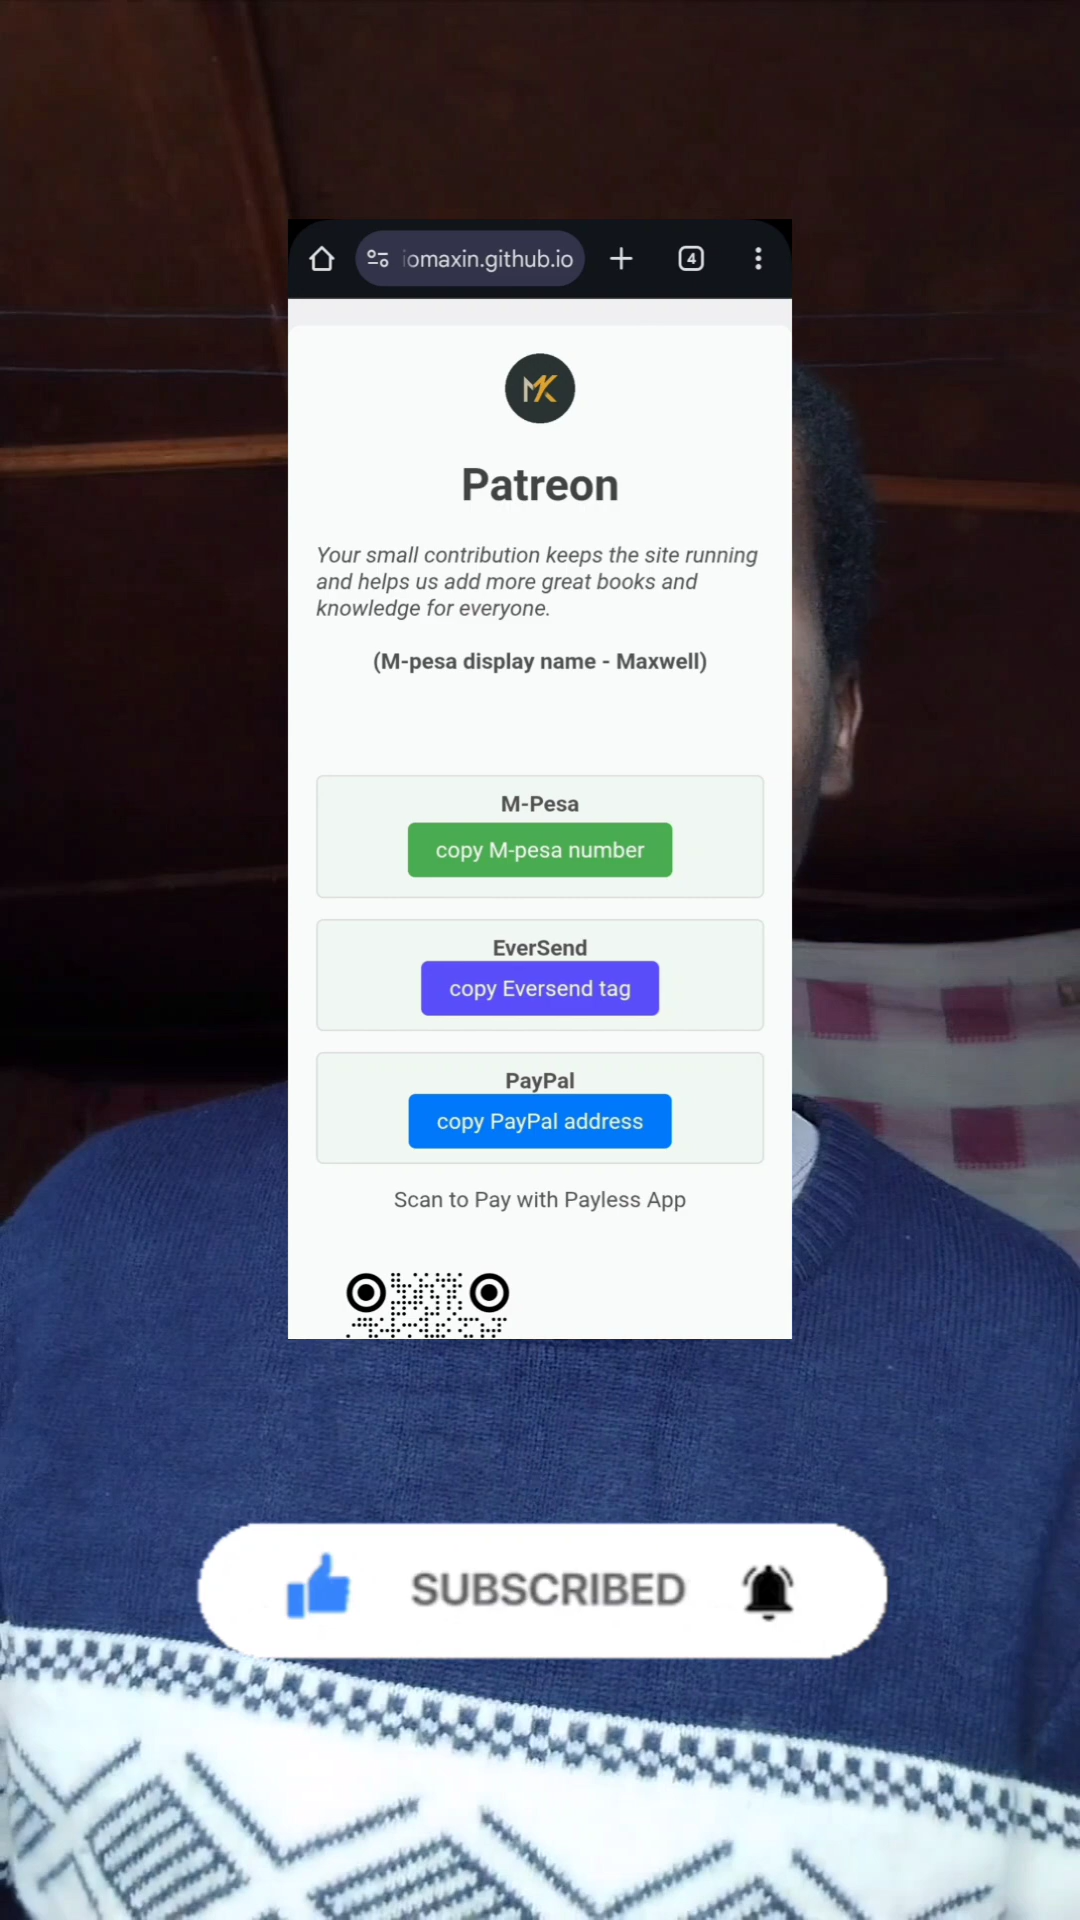 iomaxin.github.io
4
MK
Patreon
Your small contribution keeps the site running
and helps us add more great books and
knowledge for everyone.
(M-pesa display name - Maxwell)
M-Pesa
copy M-pesa number
EverSend
copy Eversend tag
PayPal
copy PayPal address
Scan to Pay with Payless App
SUBSCRIBED